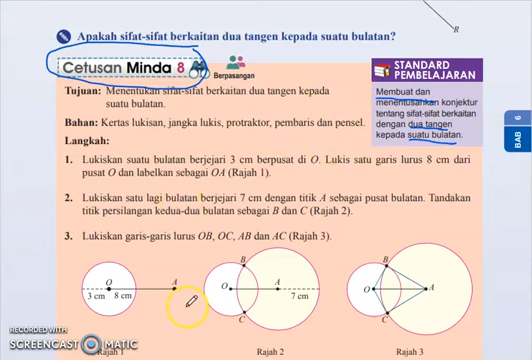 R
Apakah sifat-sifat berkaitan dua tangen kepada suatu bulatan?
Cetusan Minda 8
Berpasangan
STANDARD
PEMBELAJARAN
Membuat dan
menentusahkan konjektur
tentang sifat-sifat berkaitan
dengan dua tangen
kepada suatu bulatan.
6
BAB
Tujuan: Menentukan sifat-sifat berkaitan dua tangen kepada
suatu bulatan.
Bahan: Kertas lukisan, jangka lukis, protraktor, pembaris dan pensel.
Langkah:
1. Lukiskan suatu bulatan berjejari 3 cm berpusat di O. Lukis satu garis lurus 8 cm dari
pusat O dan labelkan sebagai OA (Rajah 1).
2. Lukiskan satu lagi bulatan berjejari 7 cm dengan titik A sebagai pusat bulatan. Tandakan
titik persilangan kedua-dua bulatan sebagai B dan C (Rajah 2).
3. Lukiskan garis-garis lurus OB, OC, AB dan AC (Rajah 3).
O A
3 cm 8 cm
Rajah 1
B
O A
7 cm
C
Rajah 2
B
O A
C
Rajah 3